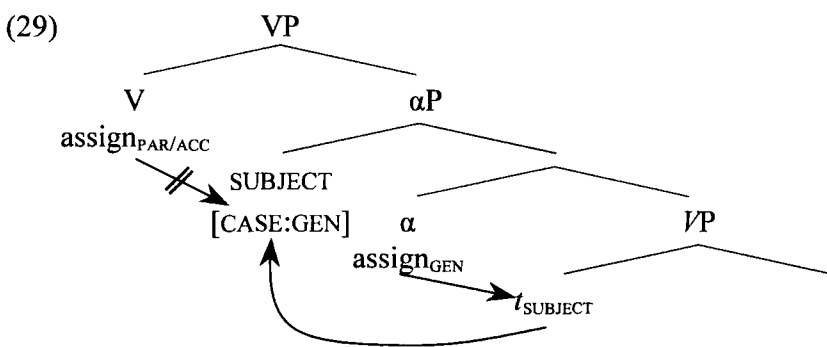 (29) VP
V αP
assignPAR/ACC
SUBJECT
[CASE:GEN] α VP
assignGEN
tSUBJECT